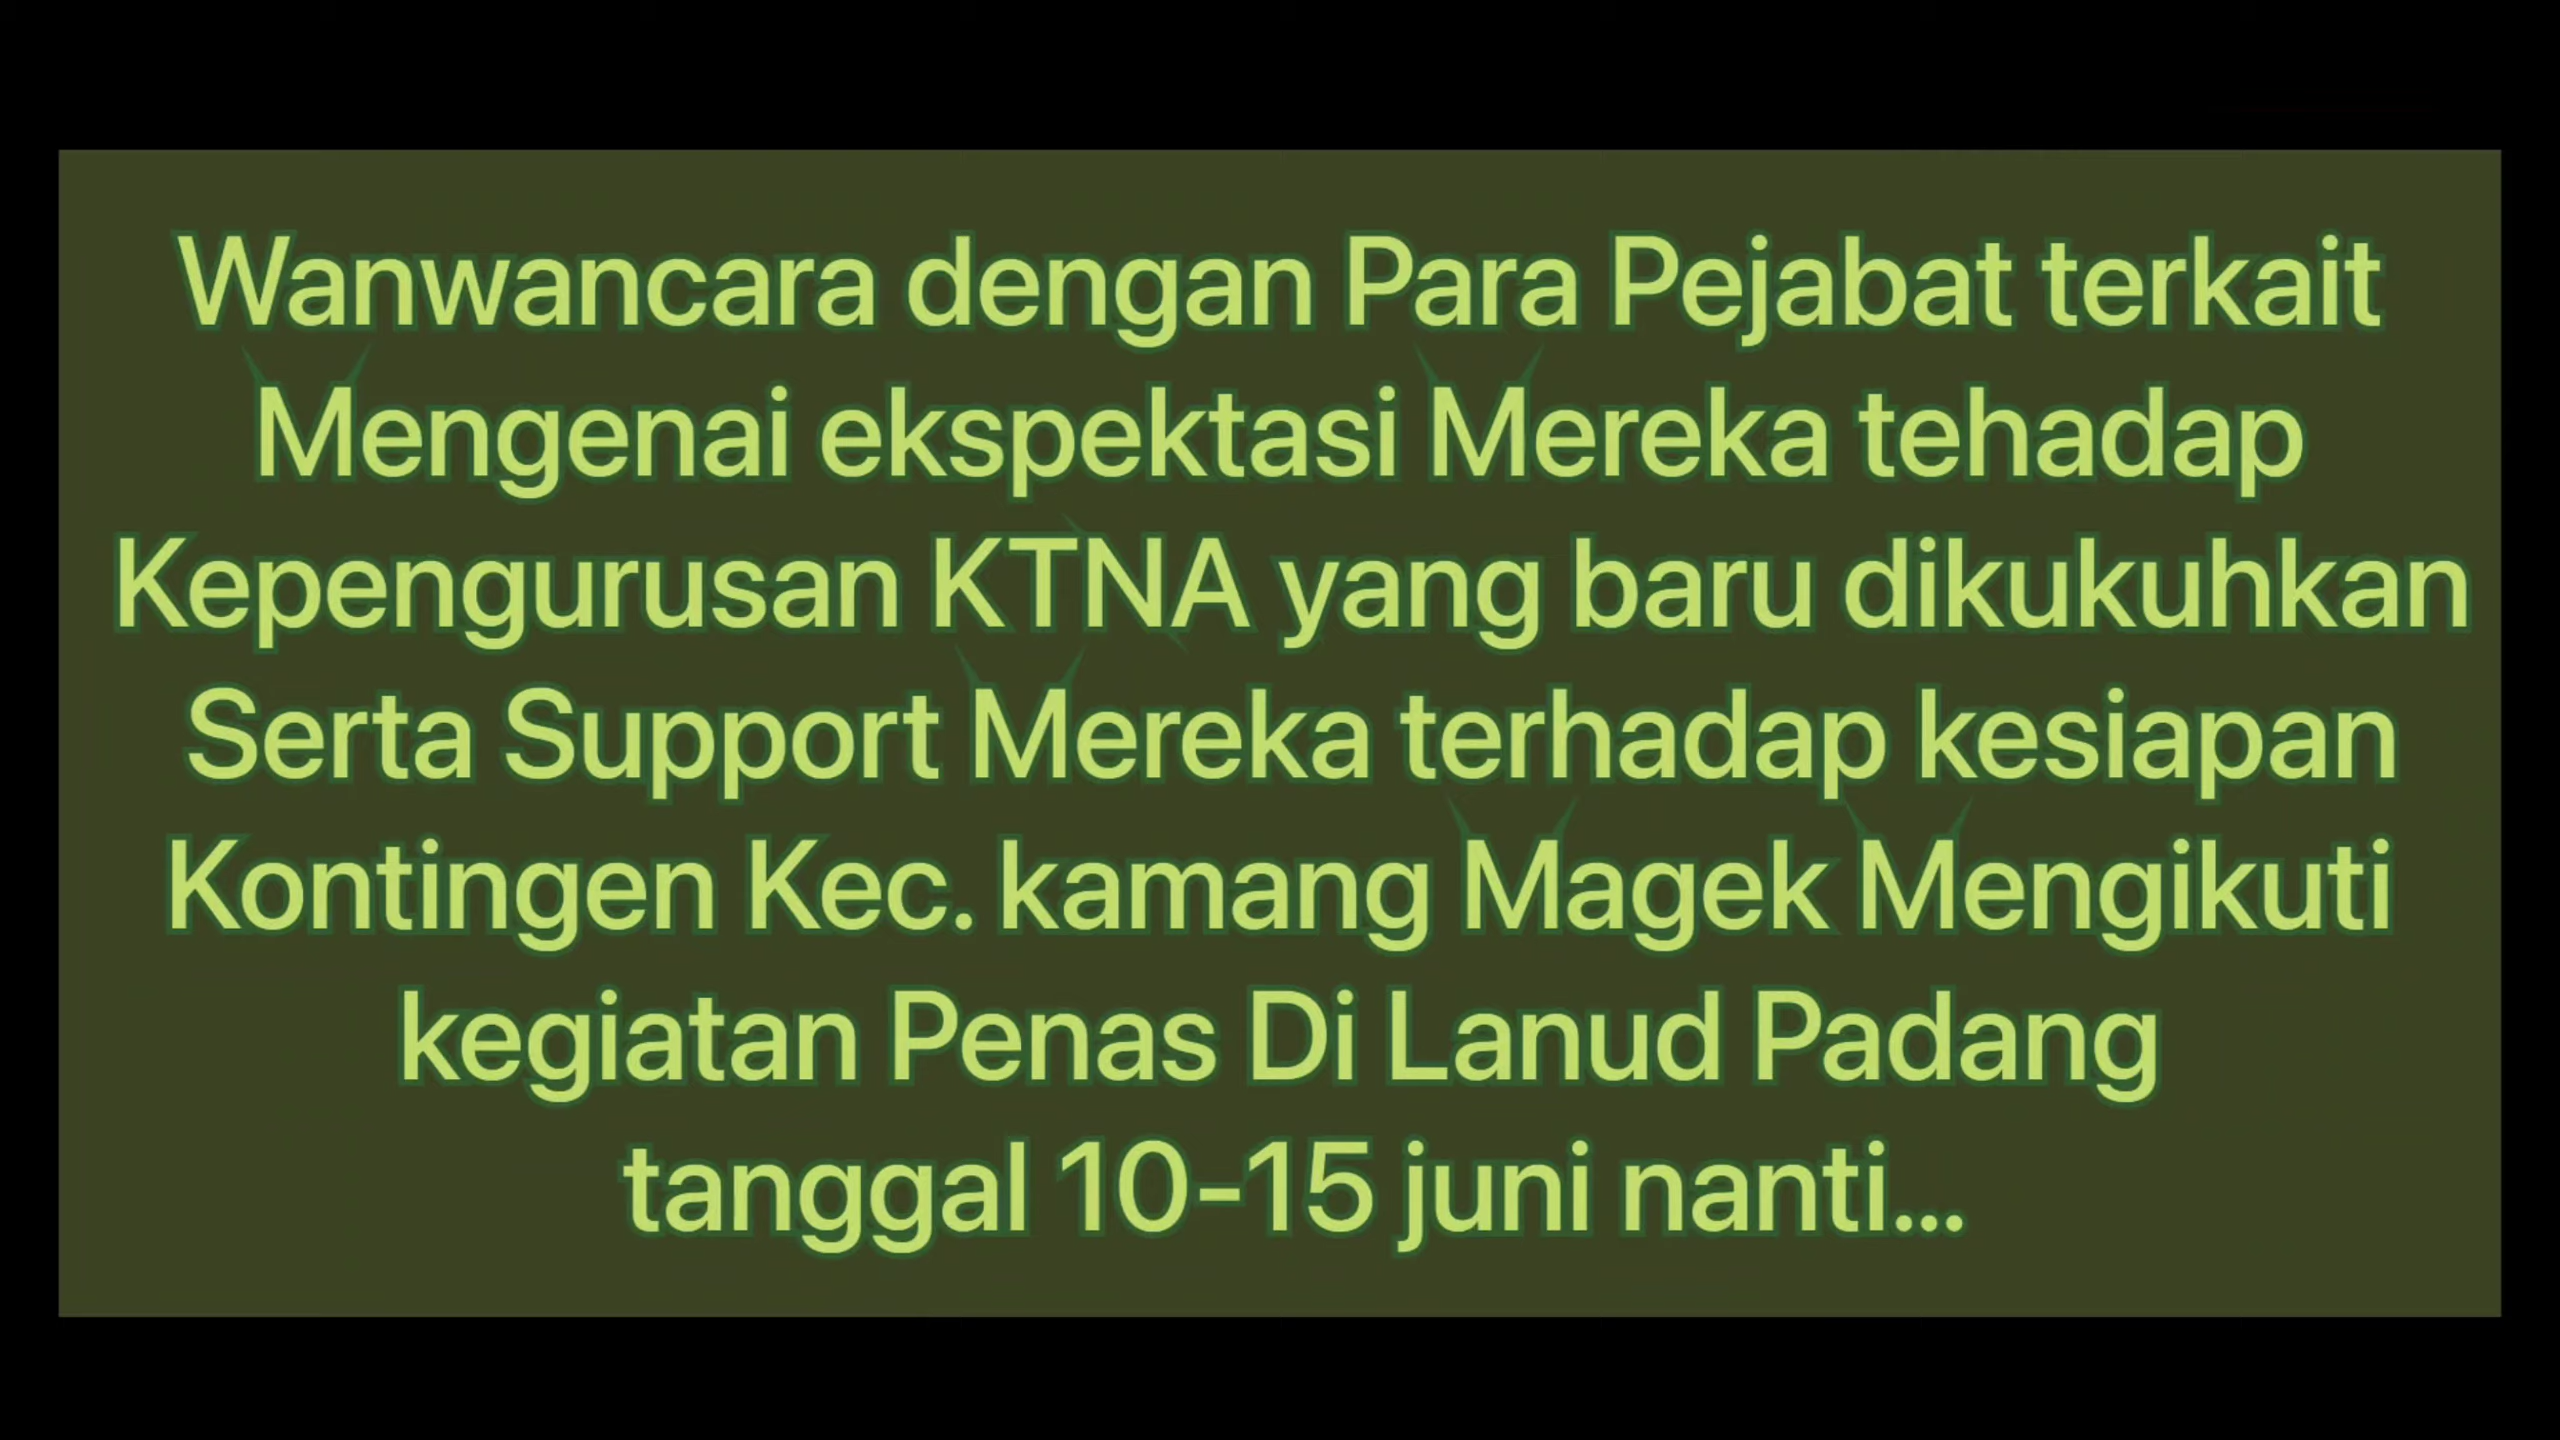 Wanwancara dengan Para Pejabat terkait
Mengenai ekspektasi Mereka tehadap
Kepengurusan KTNA yang baru dikukuhkan
Serta Support Mereka terhadap kesiapan
Kontingen Kec. kamang Magek Mengikuti
kegiatan Penas Di Lanud Padang
tanggal 10-15 juni nanti...